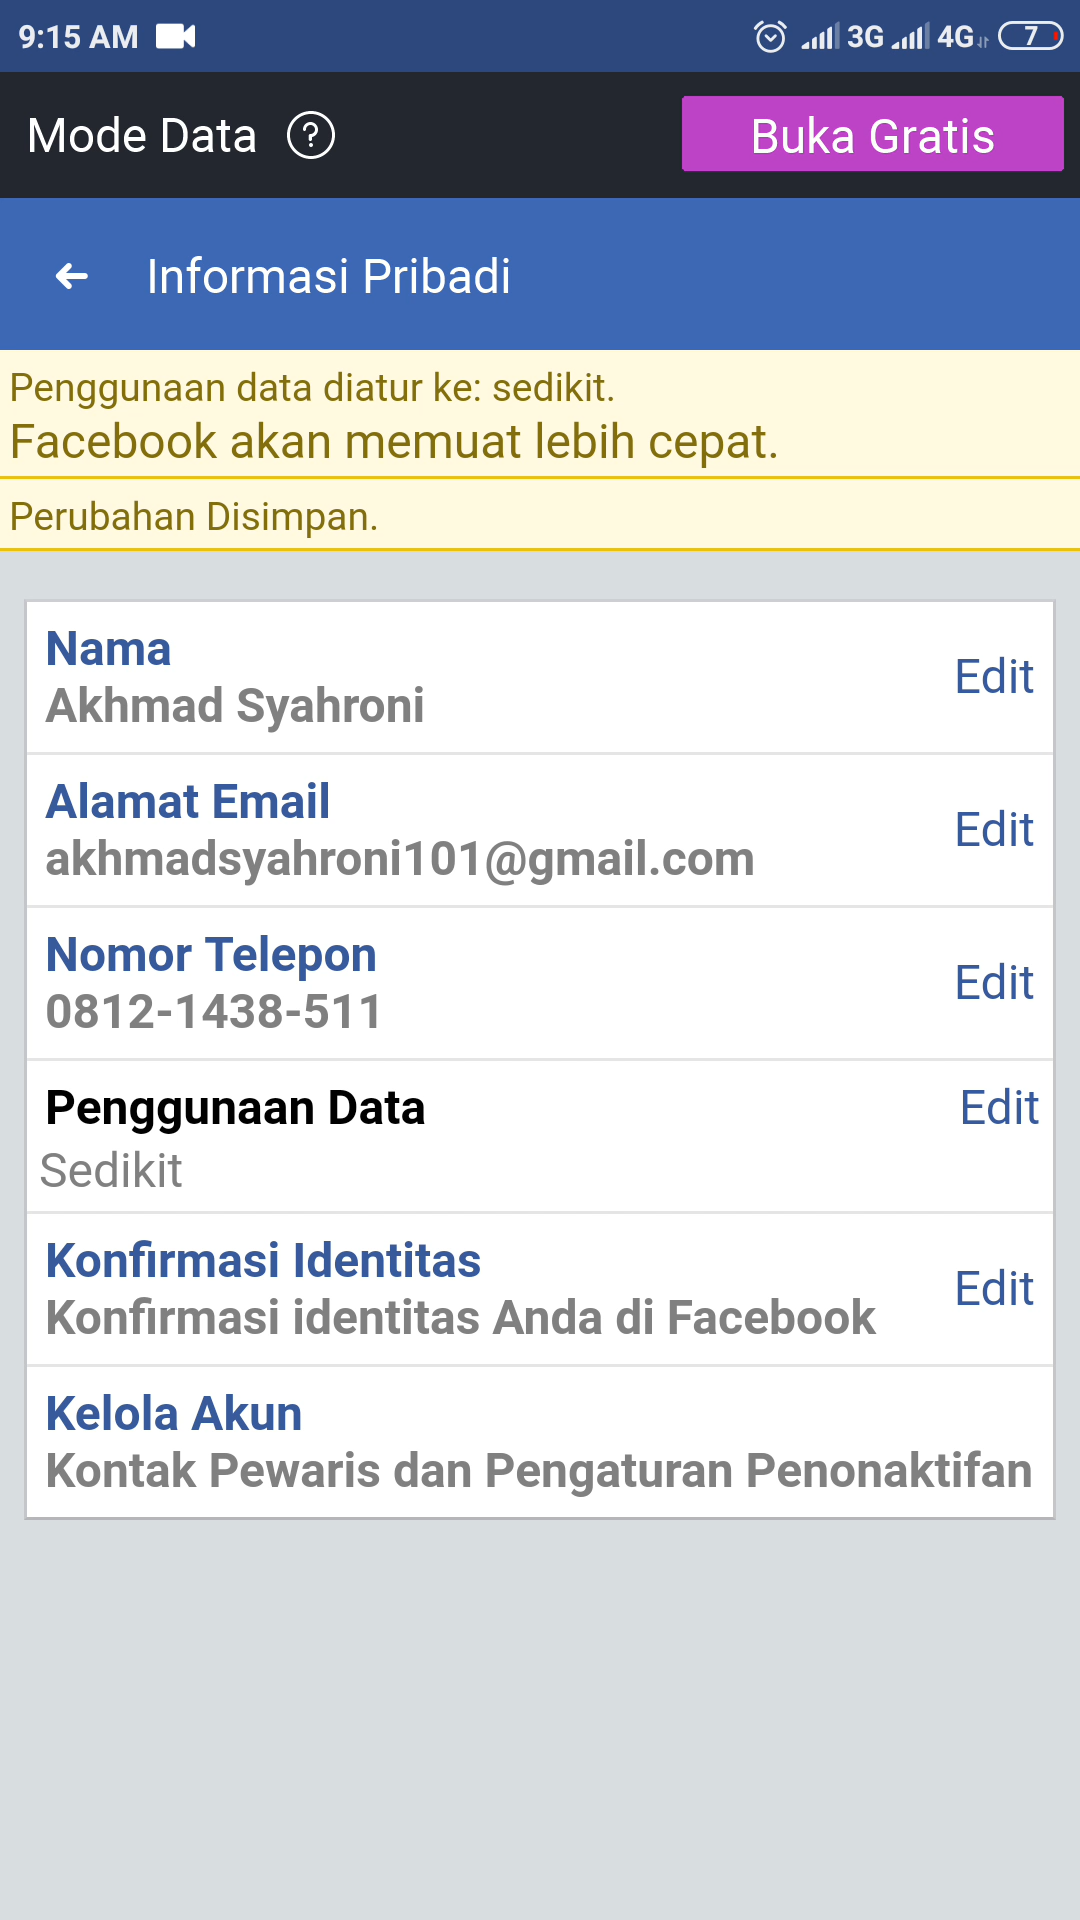 9:15 AM 3G 4G 7
Mode Data ? Buka Gratis
Informasi Pribadi
Penggunaan data diatur ke: sedikit.
Facebook akan memuat lebih cepat.
Perubahan Disimpan.
Nama
Edit
Akhmad Syahroni
Alamat Email
Edit
akhmadsyahroni101@gmail.com
Nomor Telepon
Edit
0812-1438-511
Penggunaan Data Edit
Sedikit
Konfirmasi Identitas
Edit
Konfirmasi identitas Anda di Facebook
Kelola Akun
Kontak Pewaris dan Pengaturan Penonaktifan